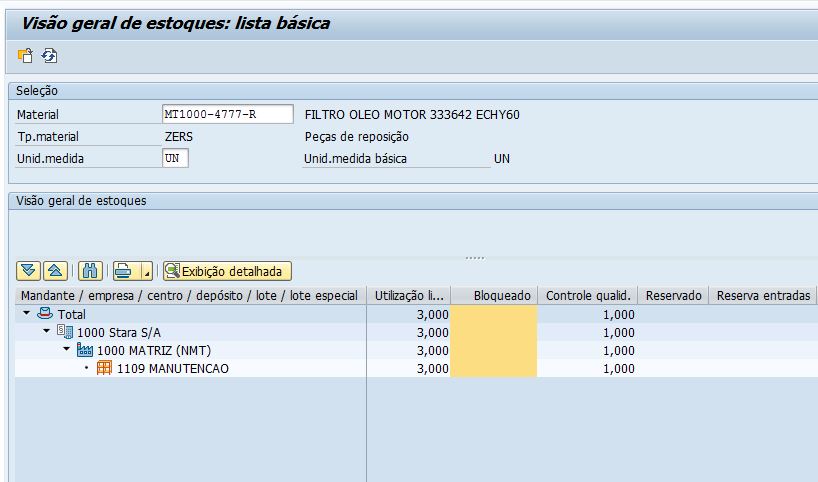 Visão geral de estoques: lista básica
Seleção
Material MT1000-4777-R FILTRO OLEO MOTOR 333642 ECHY60
Tp.material ZERS Peças de reposição
Unid.medida UN Unid.medida básica UN
Visão geral de estoques
Exibição detalhada
Mandante / empresa / centro / depósito / lote / lote especial Utilização li... Bloqueado Controle qualid. Reservado Reserva entradas
Total 3,000 1,000
1000 Stara S/A 3,000 1,000
1000 MATRIZ (NMT) 3,000 1,000
1109 MANUTENCAO 3,000 1,000